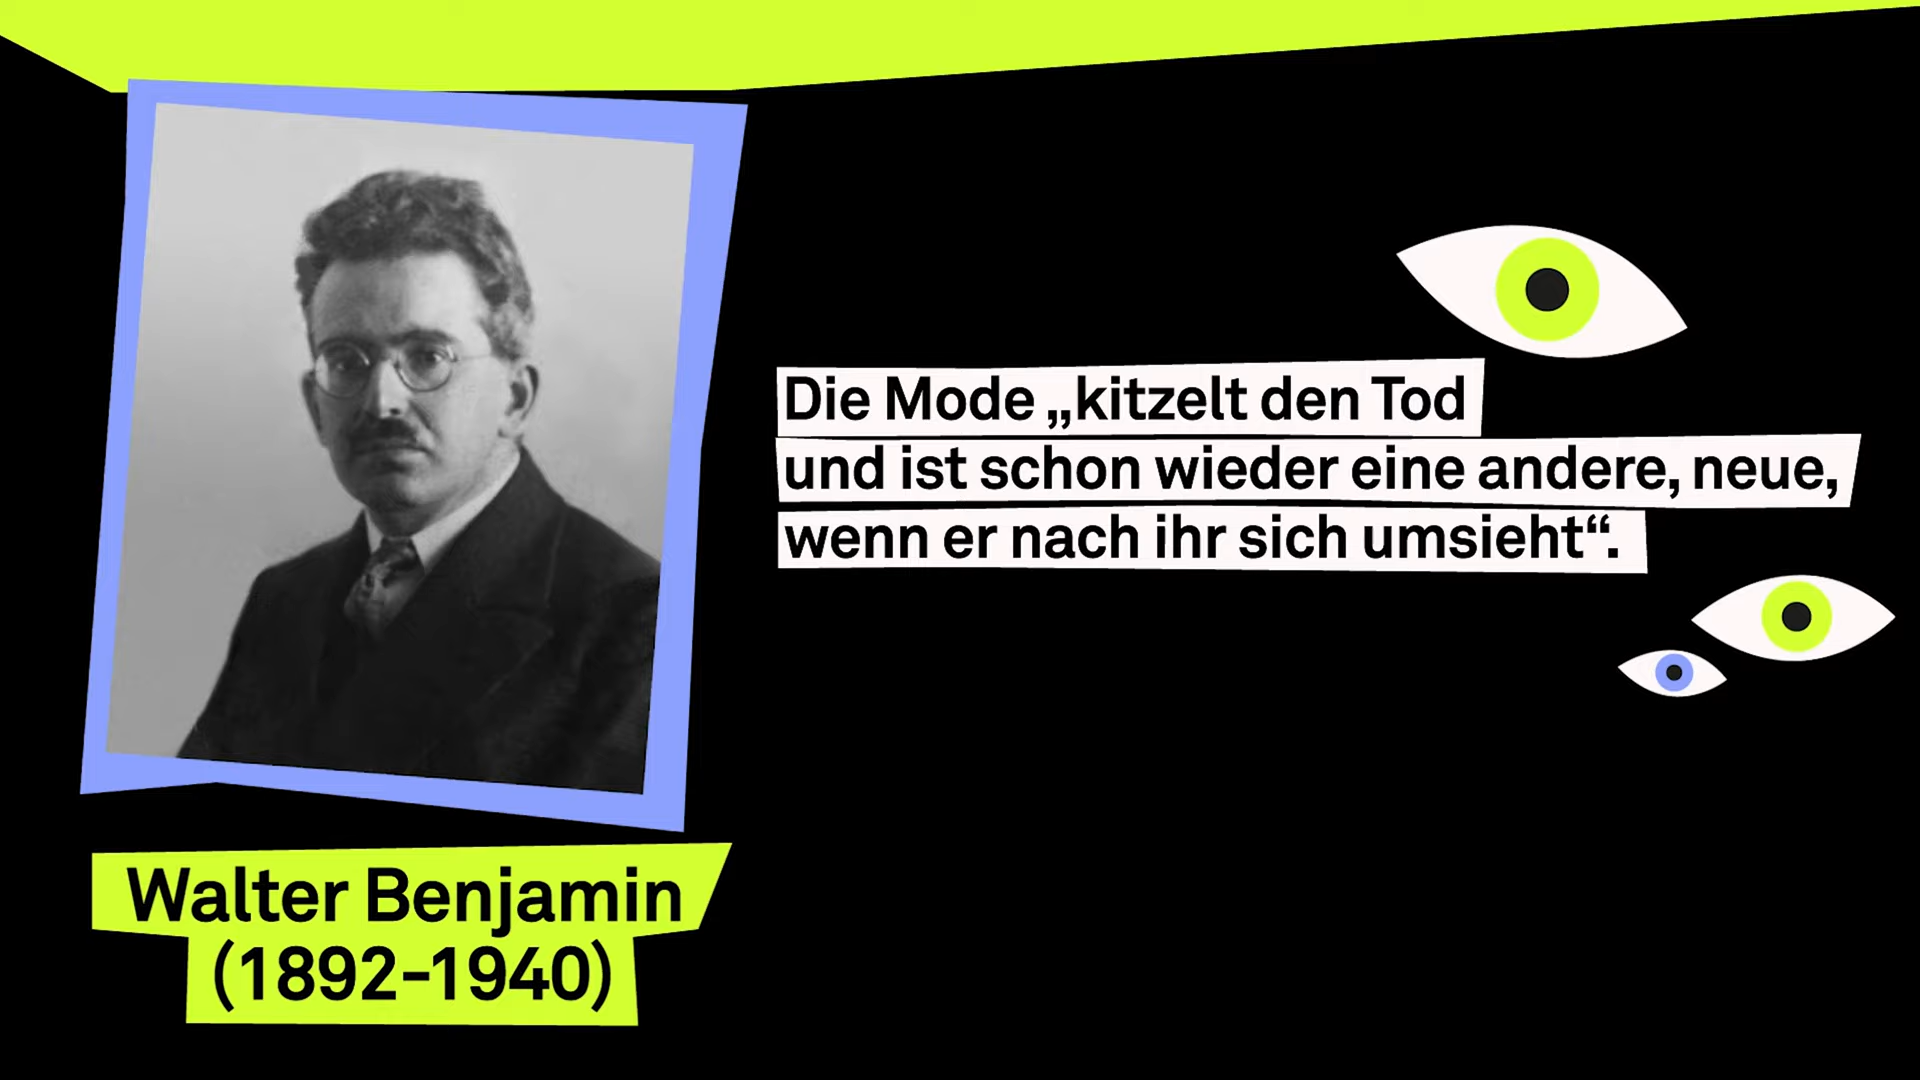 Die Mode „kitzelt den Tod
und ist schon wieder eine andere, neue,
wenn er nach ihr sich umsieht“.
Walter Benjamin
(1892-1940)